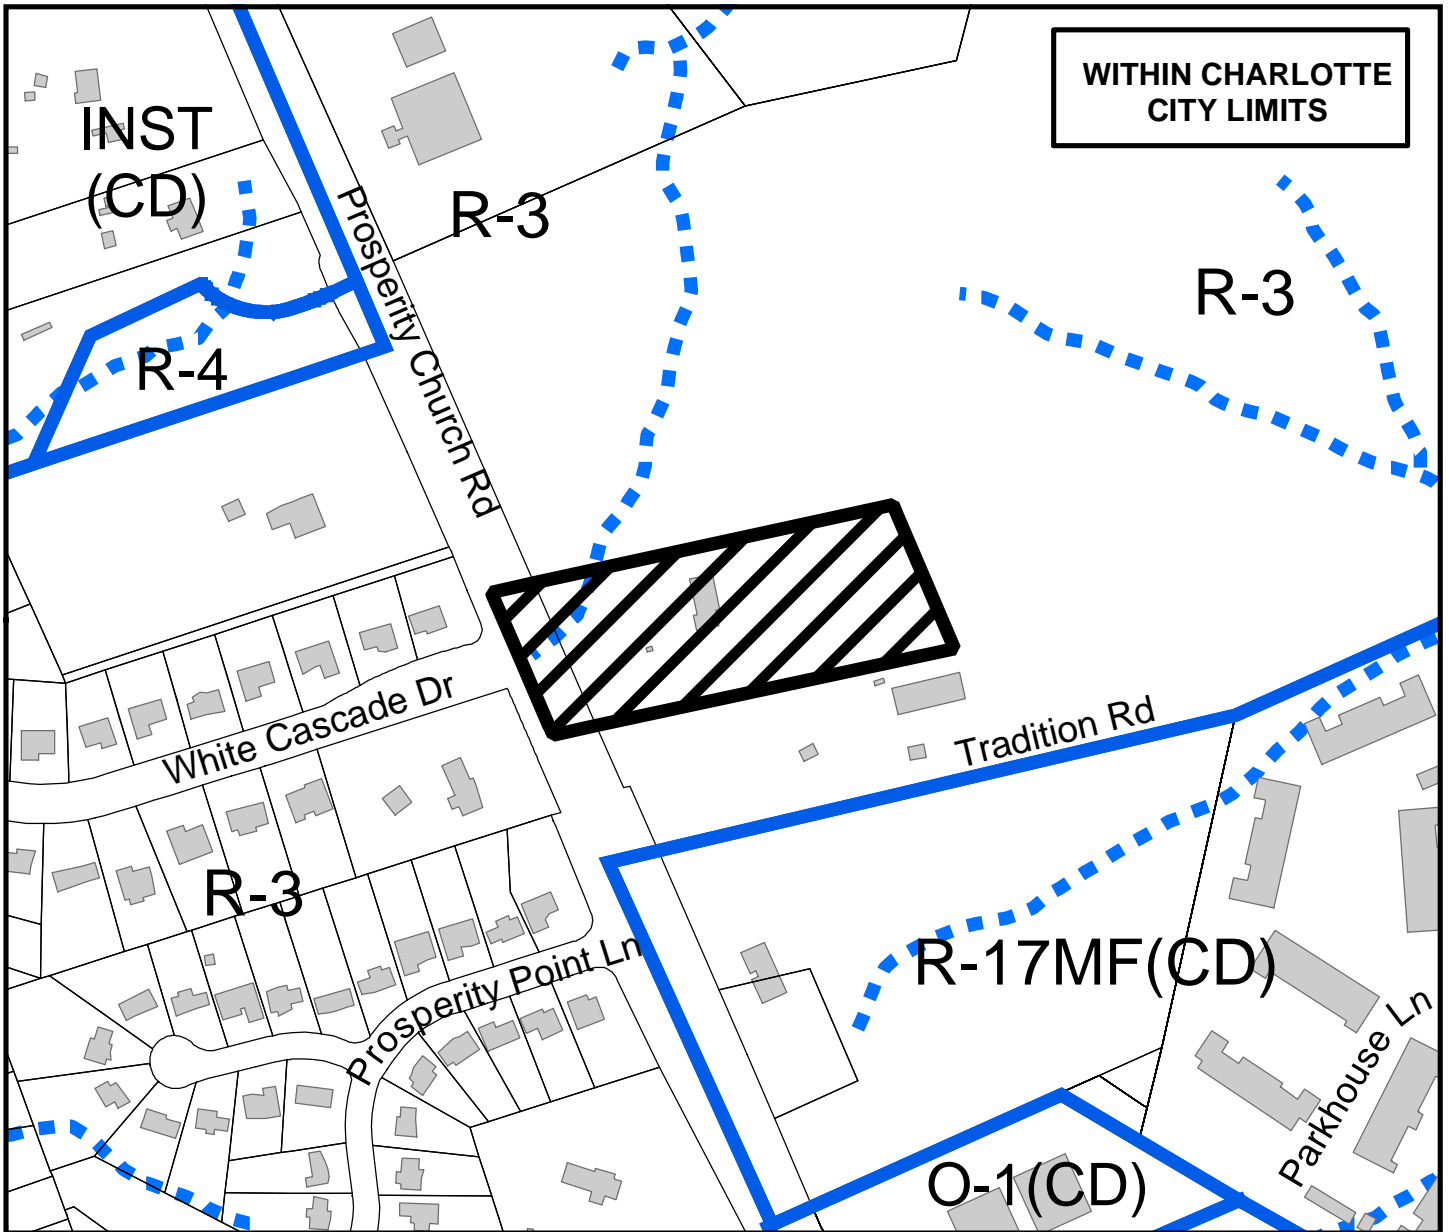 WITHIN CHARLOTTE
CITY LIMITS
INST
(CD)
R-3
Prosperity Church Rd
R-3
R-4
White Cascade Dr
Tradition Rd
R-3
Prosperity Point Ln
R-17MF(CD)
Parkhouse Ln
O-1(CD)